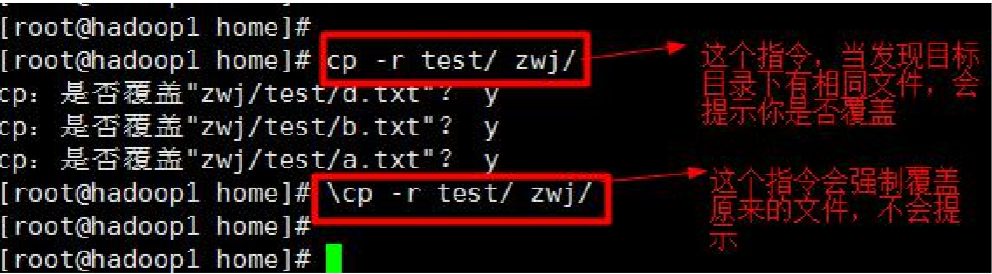 [root@hadoop1 home]#
[root@hadoop1 home]# cp -r test/ zwj/
cp: 是否覆盖"zwj/test/d.txt"? y
cp: 是否覆盖"zwj/test/b.txt"? y
cp: 是否覆盖"zwj/test/a.txt"? y
[root@hadoop1 home]# \cp -r test/ zwj/
[root@hadoop1 home]#
[root@hadoop1 home]#
这个指令，当发现目标
目录下有相同文件，会
提示你是否覆盖
这个指令会强制覆盖
原来的文件，不会提
示